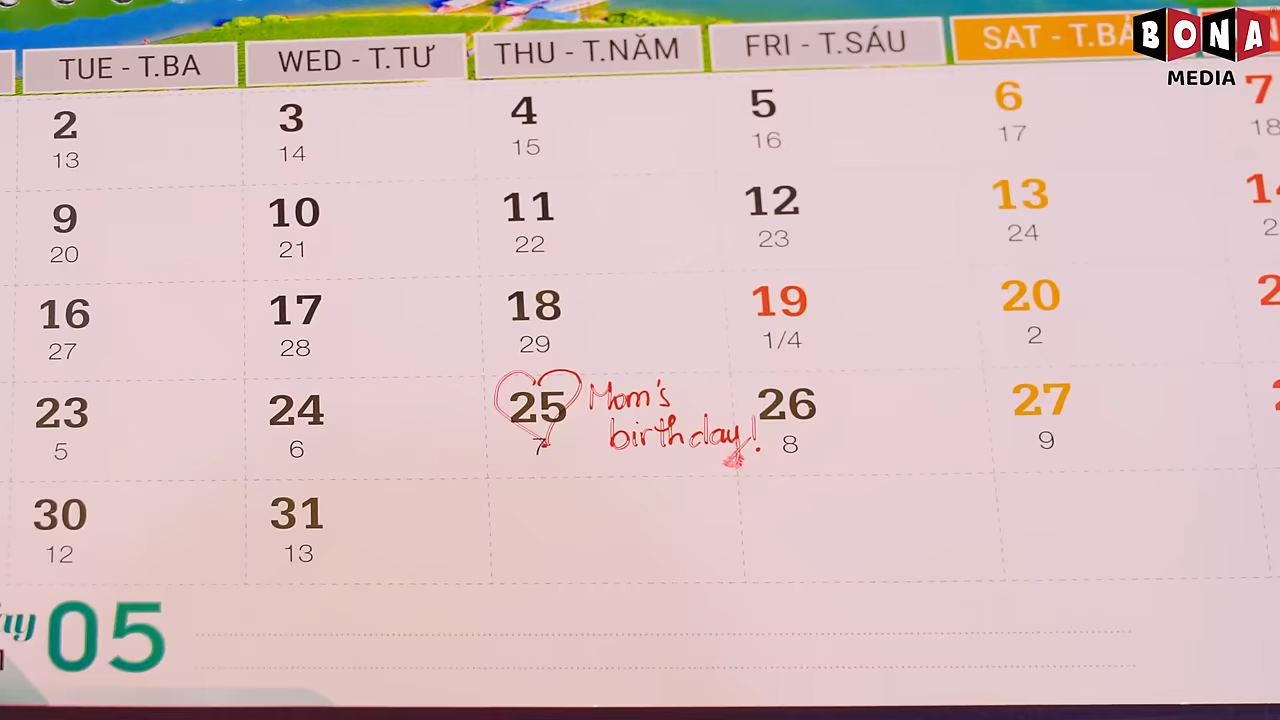 BONA
MEDIA
TUE - T.BA WED - T.TƯ THU - T.NĂM FRI - T.SÁU SAT - T.BẢ
2 3 4 5 6 7
13 14 15 16 17 18
9 10 11 12 13
20 21 22 23 24
16 17 18 19 20
27 28 29 1/4 2
23 24 25 Mom's 26 27
birthday!
5 6 7 8 9
30 31
12 13
05